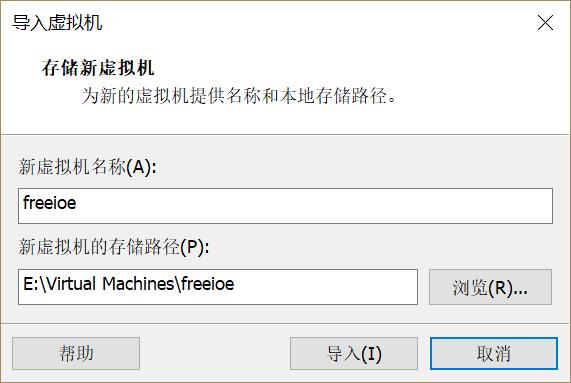 导入虚拟机
存储新虚拟机
为新的虚拟机提供名称和本地存储路径。
新虚拟机名称(A):
freeioe
新虚拟机的存储路径(P):
E:\Virtual Machines\freeioe
浏览(R)...
帮助
导入(I)
取消